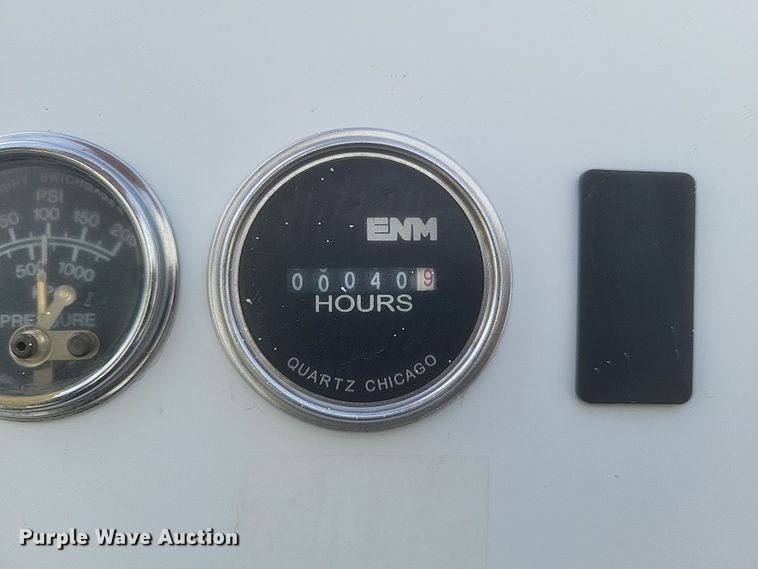 PSI
50 100 150 200
500 1000
PRESSURE
ENM
000409
HOURS
QUARTZ CHICAGO
Purple Wave Auction